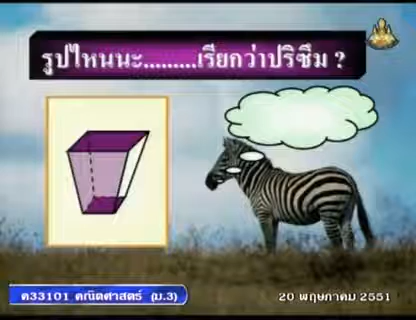 รูปไหนนะ.........เรียกว่าปริซึม ?
ค33101 คณิตศาสตร์ (ม.3)
20 พฤษภาคม 2551